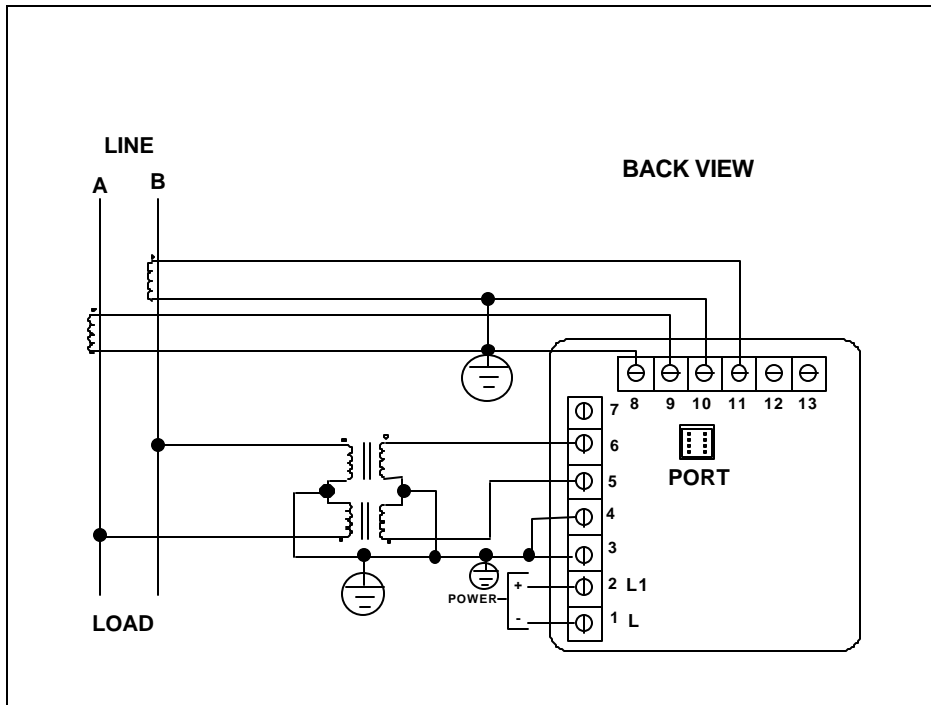 LINE
A B
BACK VIEW
8 9 10 11 12 13
7
6
PORT
5
4
3
+ 2 L1
POWER
- 1 L
LOAD